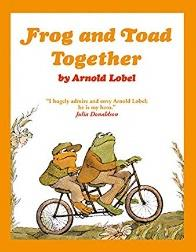 Frog and Toad
Together
by Arnold Lobel
"I hugely admire and envy Arnold Lobel;
he is my hero."
Julia Donaldson